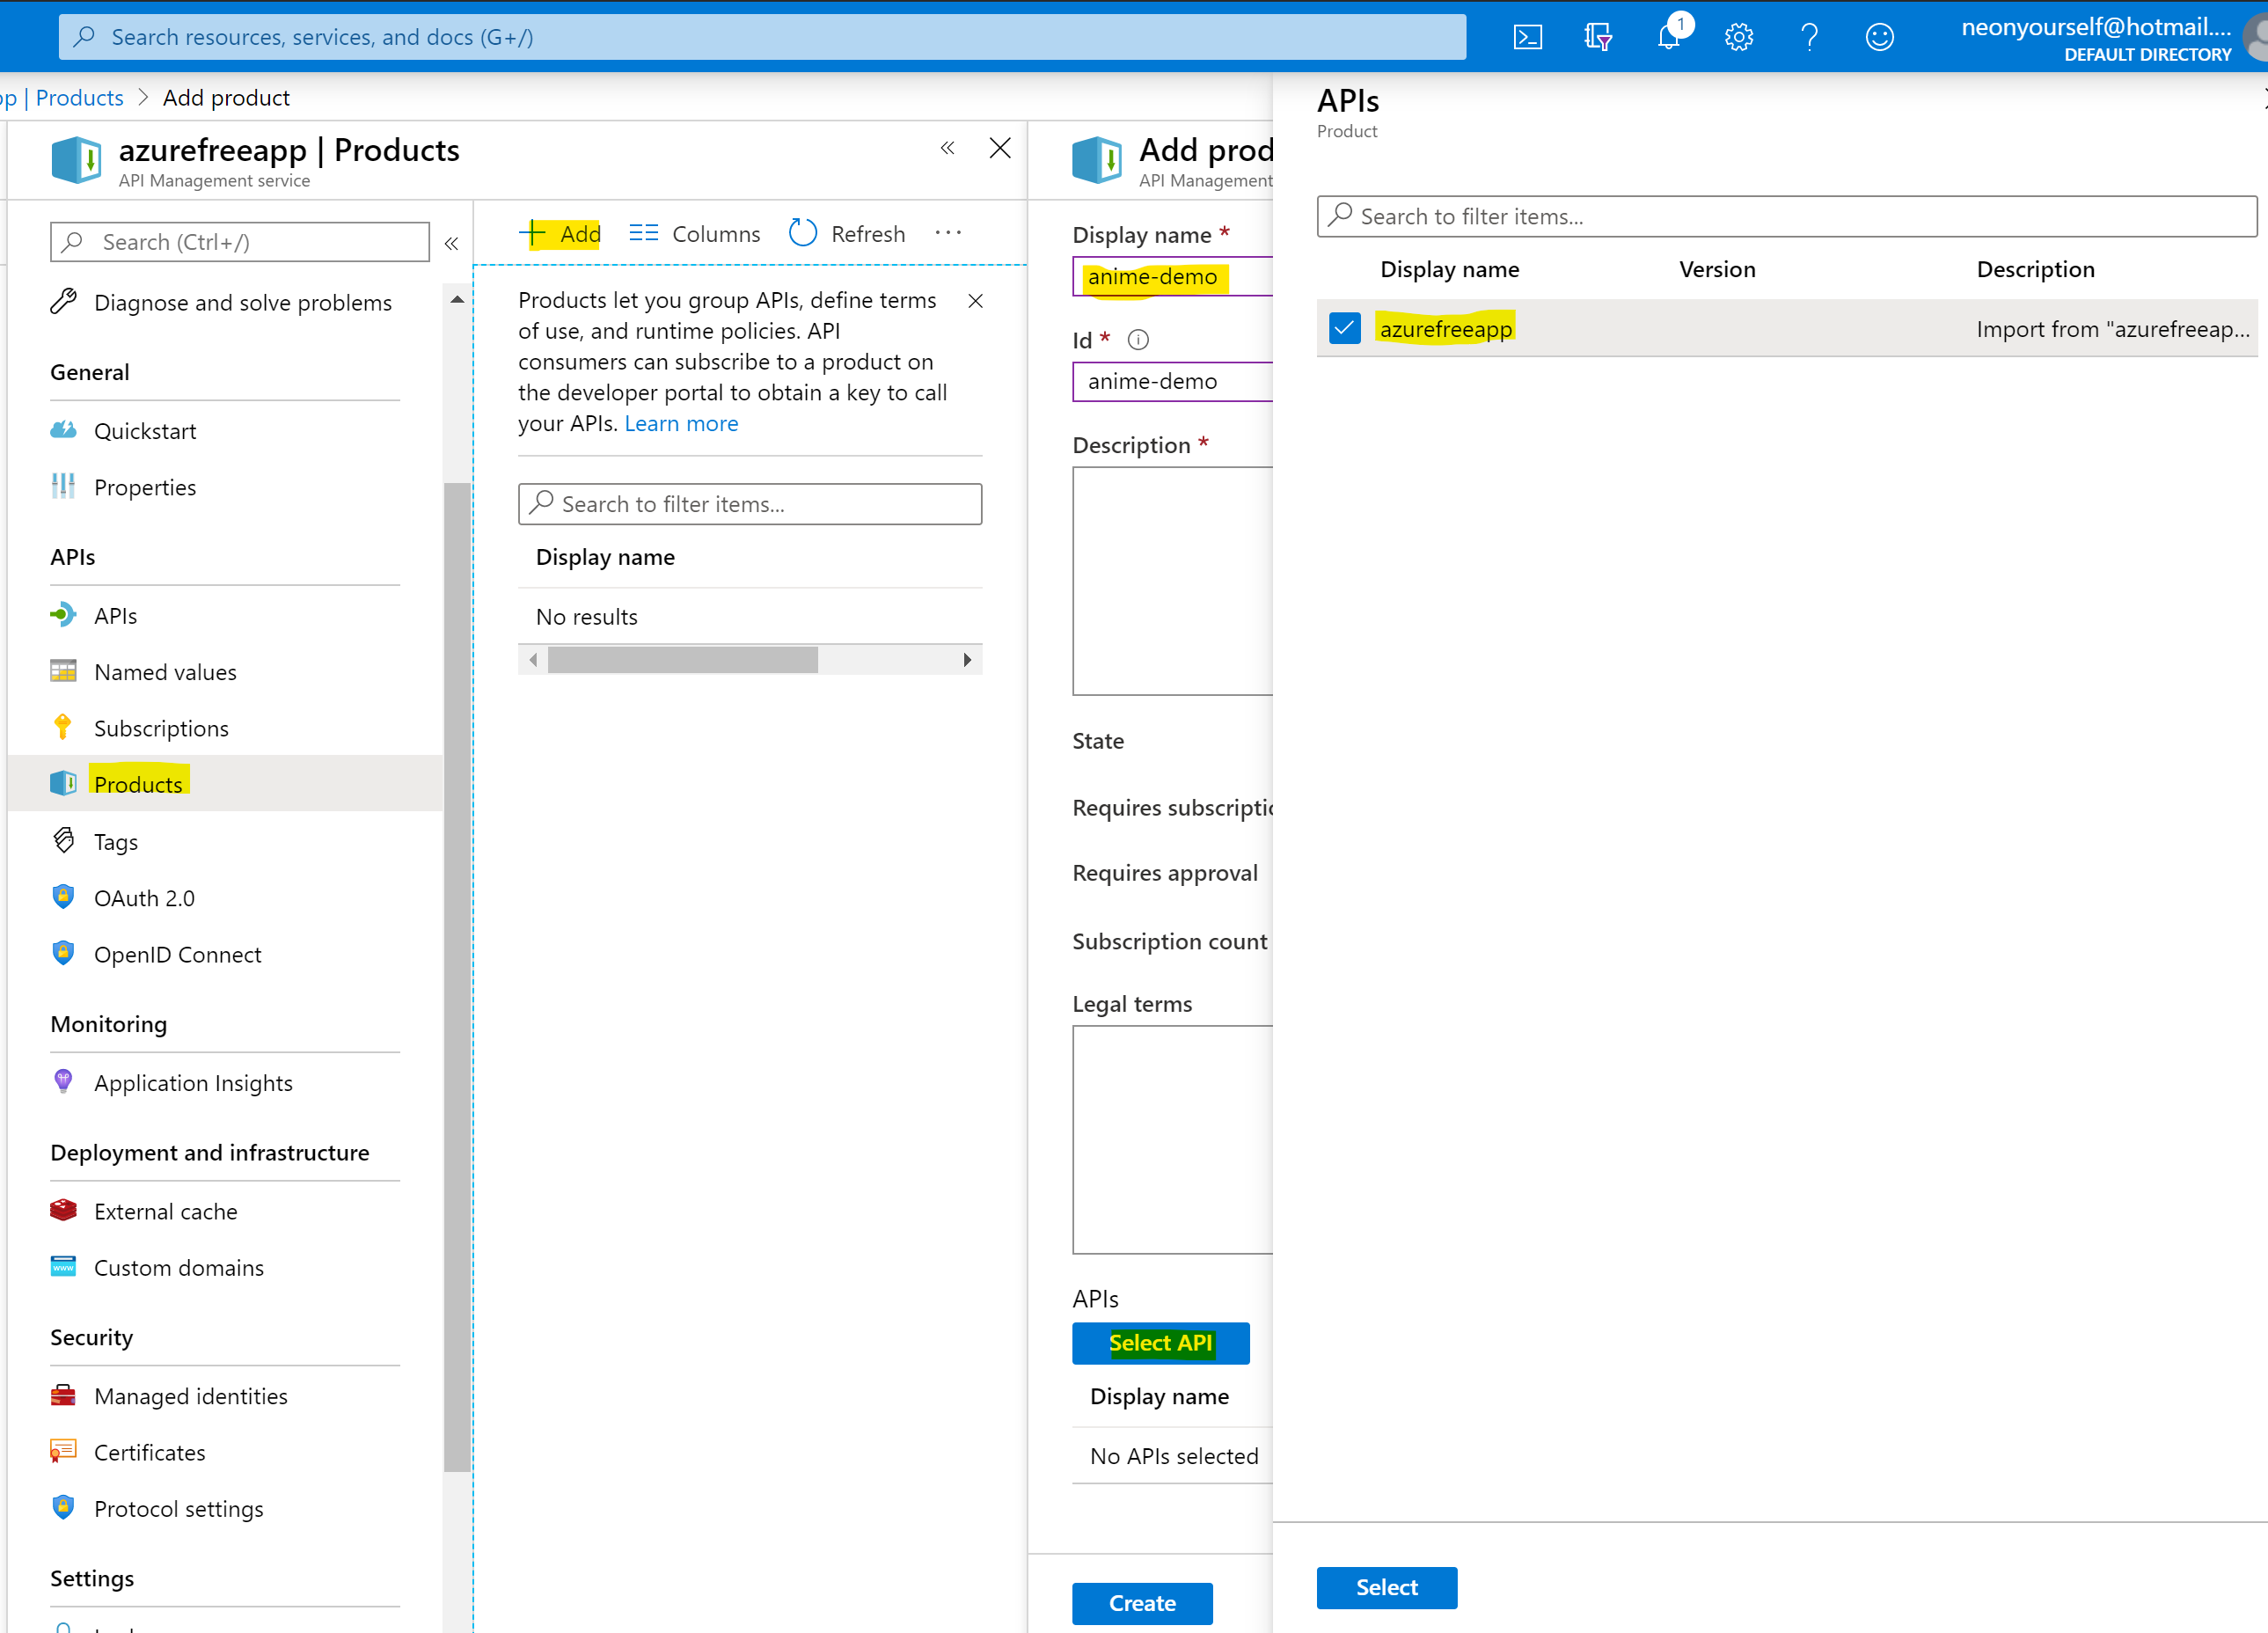 Search resources, services, and docs (G+/)
1
neonyourself@hotmail....
DEFAULT DIRECTORY
pp | Products > Add product
azurefreeapp | Products
API Management service
Search (Ctrl+/)
Diagnose and solve problems
General
Quickstart
Properties
APIs
APIs
Named values
Subscriptions
Products
Tags
OAuth 2.0
OpenID Connect
Monitoring
Application Insights
Deployment and infrastructure
External cache
Custom domains
Security
Managed identities
Certificates
Protocol settings
Settings
Add
Columns
Refresh
Products let you group APIs, define terms
of use, and runtime policies. API
consumers can subscribe to a product on
the developer portal to obtain a key to call
your APIs. Learn more
Search to filter items...
Display name
No results
Add prod
API Management
Display name *
anime-demo
Id *
anime-demo
Description *
State
Requires subscriptio
Requires approval
Subscription count
Legal terms
APIs
Select API
Display name
No APIs selected
Create
APIs
Product
Search to filter items...
Display name Version Description
azurefreeapp Import from "azurefreeap...
Select